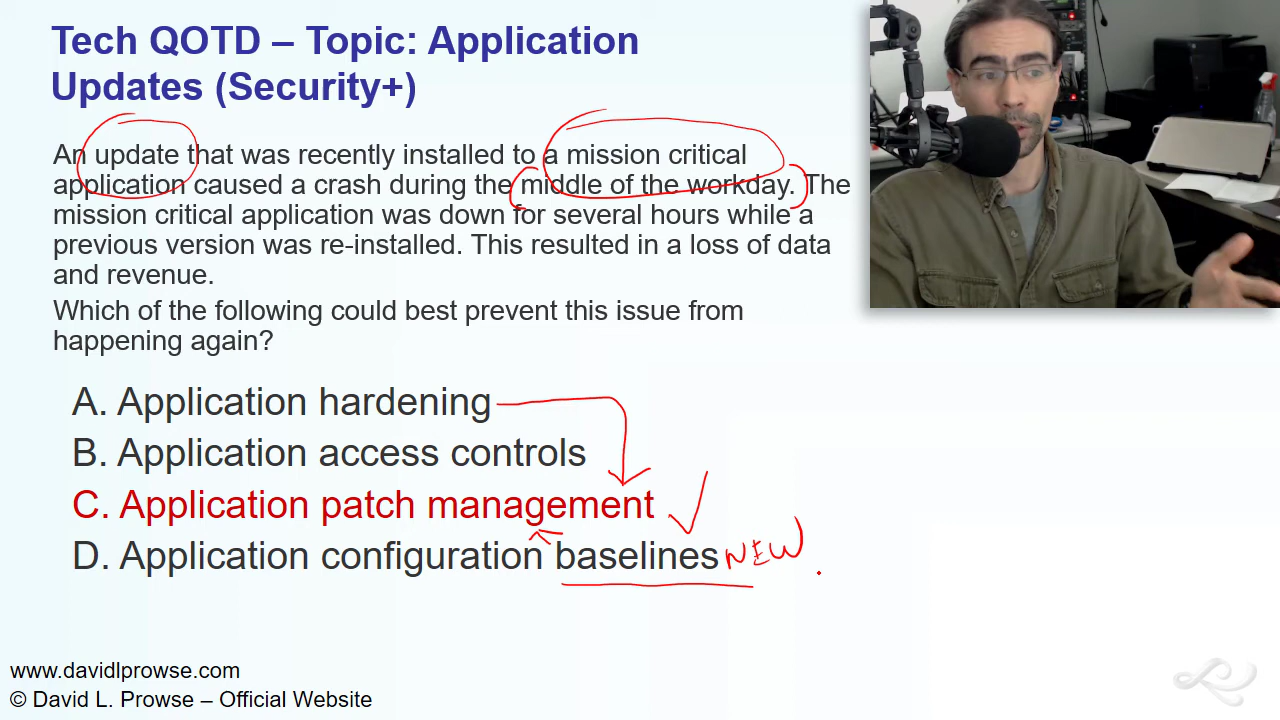 Tech QOTD – Topic: Application
Updates (Security+)
An update that was recently installed to a mission critical
application caused a crash during the middle of the workday. The
mission critical application was down for several hours while a
previous version was re-installed. This resulted in a loss of data
and revenue.
Which of the following could best prevent this issue from
happening again?
A. Application hardening
B. Application access controls
C. Application patch management
D. Application configuration baselines NEW
www.davidlprowse.com
© David L. Prowse – Official Website